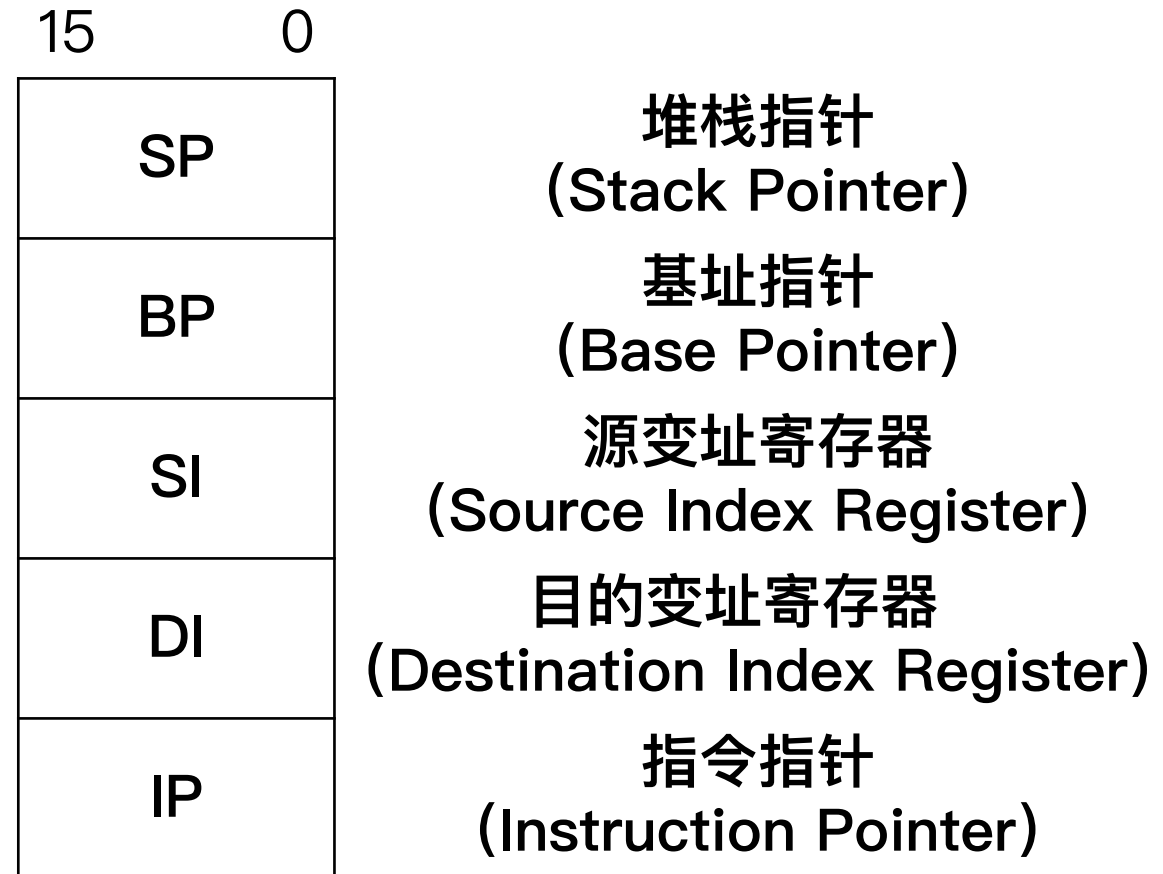 15 0
SP
堆栈指针
(Stack Pointer)
BP
基址指针
(Base Pointer)
SI
源变址寄存器
(Source Index Register)
DI
目的变址寄存器
(Destination Index Register)
IP
指令指针
(Instruction Pointer)